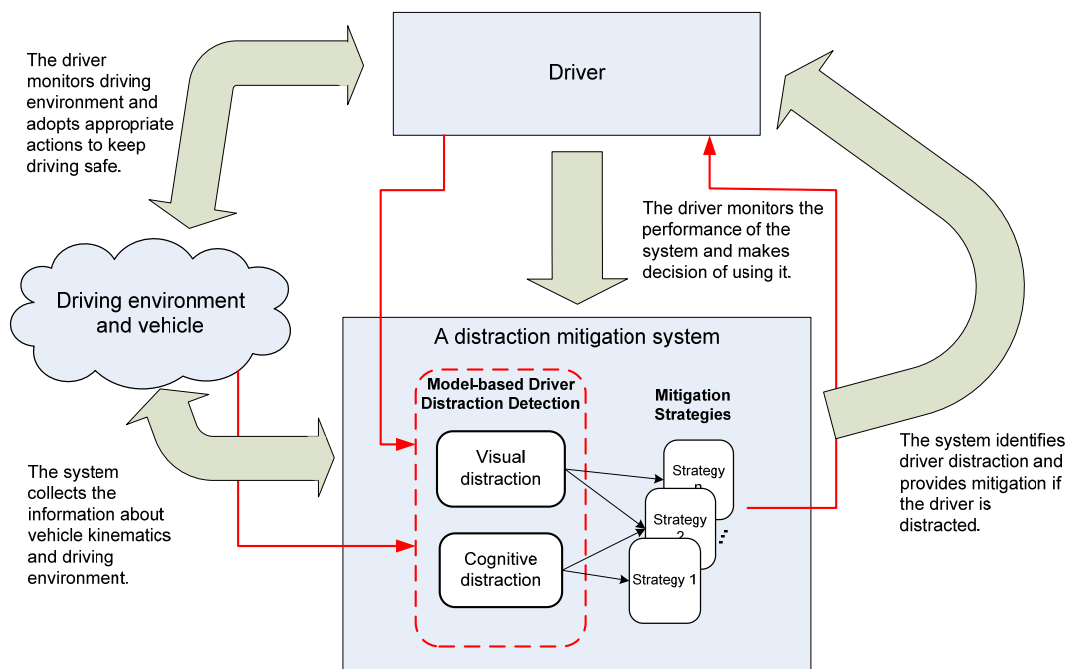 The driver
monitors driving
environment and
adopts appropriate
actions to keep
driving safe.
Driver
The driver monitors the
performance of the
system and makes
decision of using it.
Driving environment
and vehicle
A distraction mitigation system
Model-based Driver
Distraction Detection
Mitigation
Strategies
Visual
distraction
Cognitive
distraction
Strategy
n
Strategy
2
...
Strategy 1
The system
collects the
information about
vehicle kinematics
and driving
environment.
The system identifies
driver distraction and
provides mitigation if
the driver is
distracted.